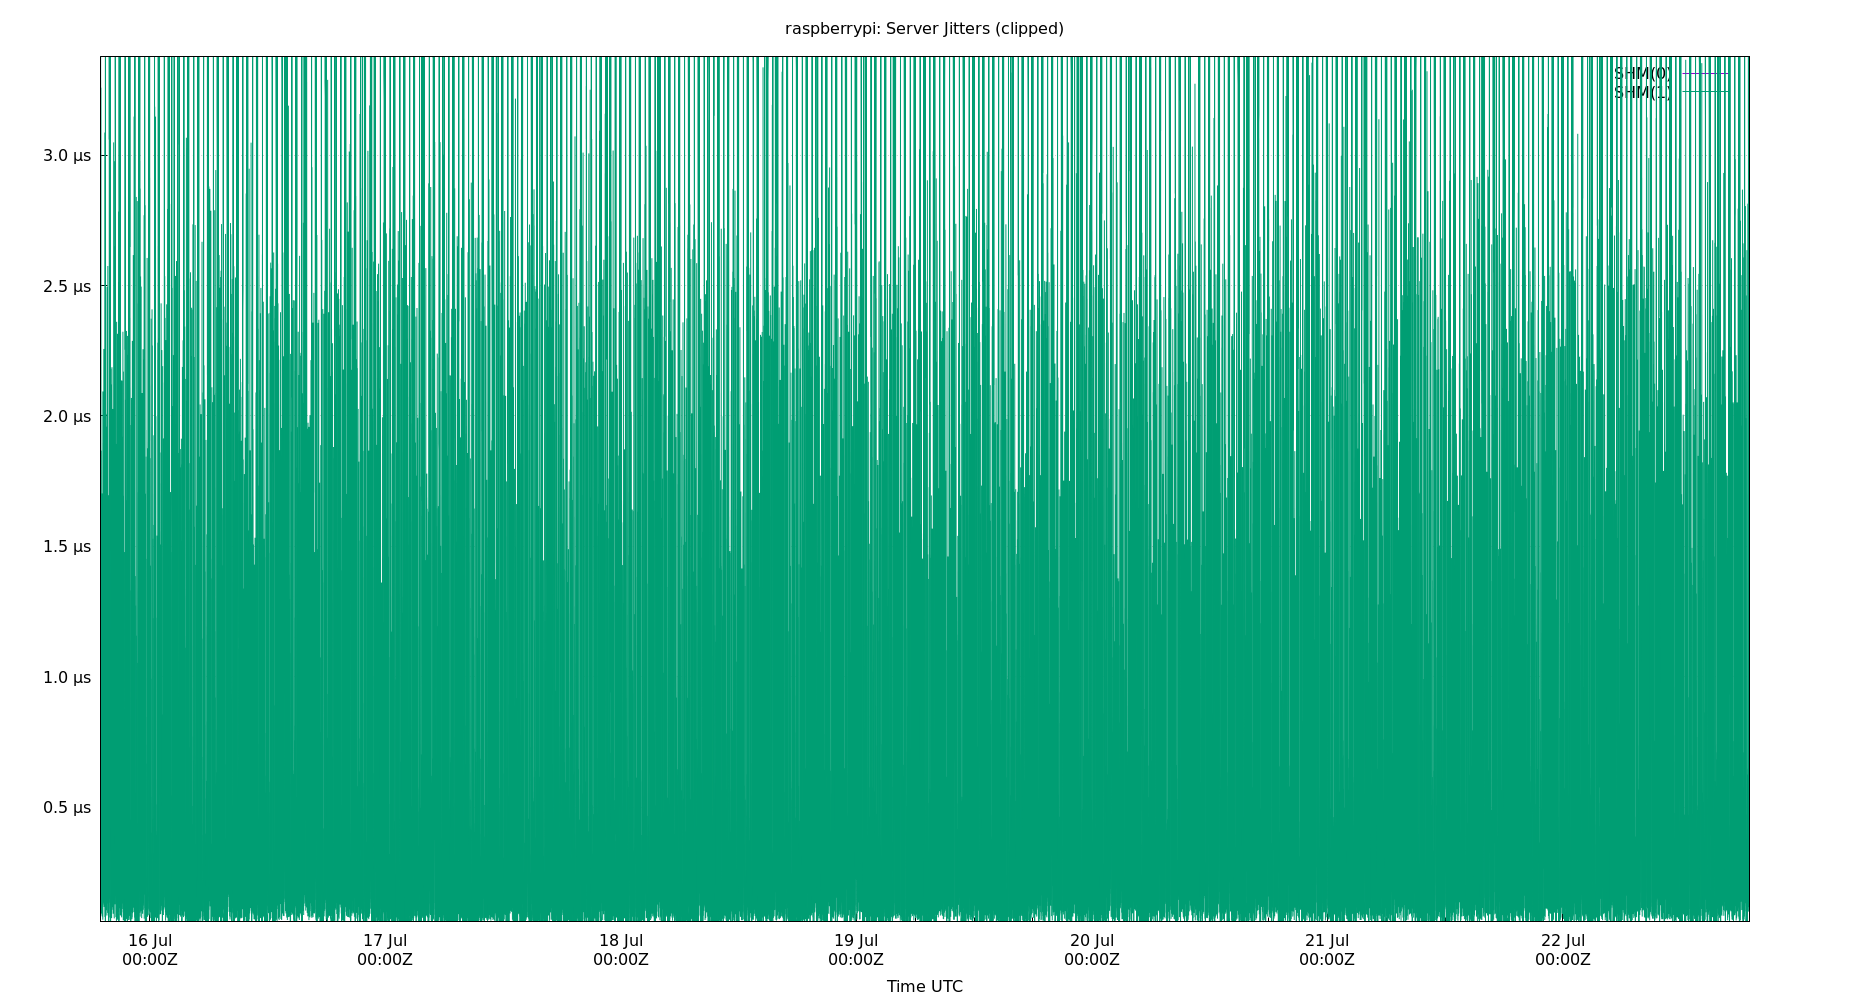 raspberrypi: Server Jitters (clipped)
SHM(0)
SHM(1)
3.0 µs
2.5 µs
2.0 µs
1.5 µs
1.0 µs
0.5 µs
16 Jul 17 Jul 18 Jul 19 Jul 20 Jul 21 Jul 22 Jul
00:00Z 00:00Z 00:00Z 00:00Z 00:00Z 00:00Z 00:00Z
Time UTC